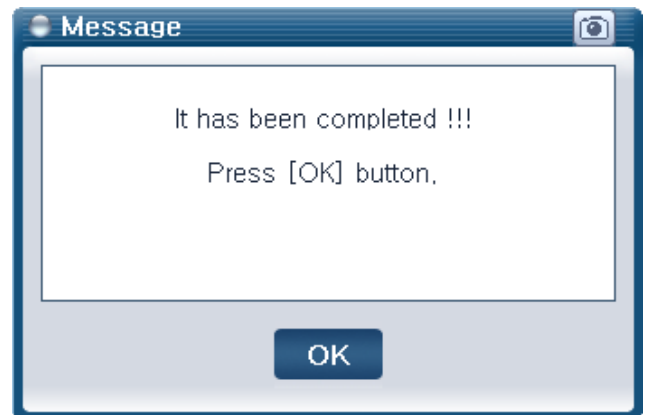 Message
It has been completed !!!
Press [OK] button,
OK